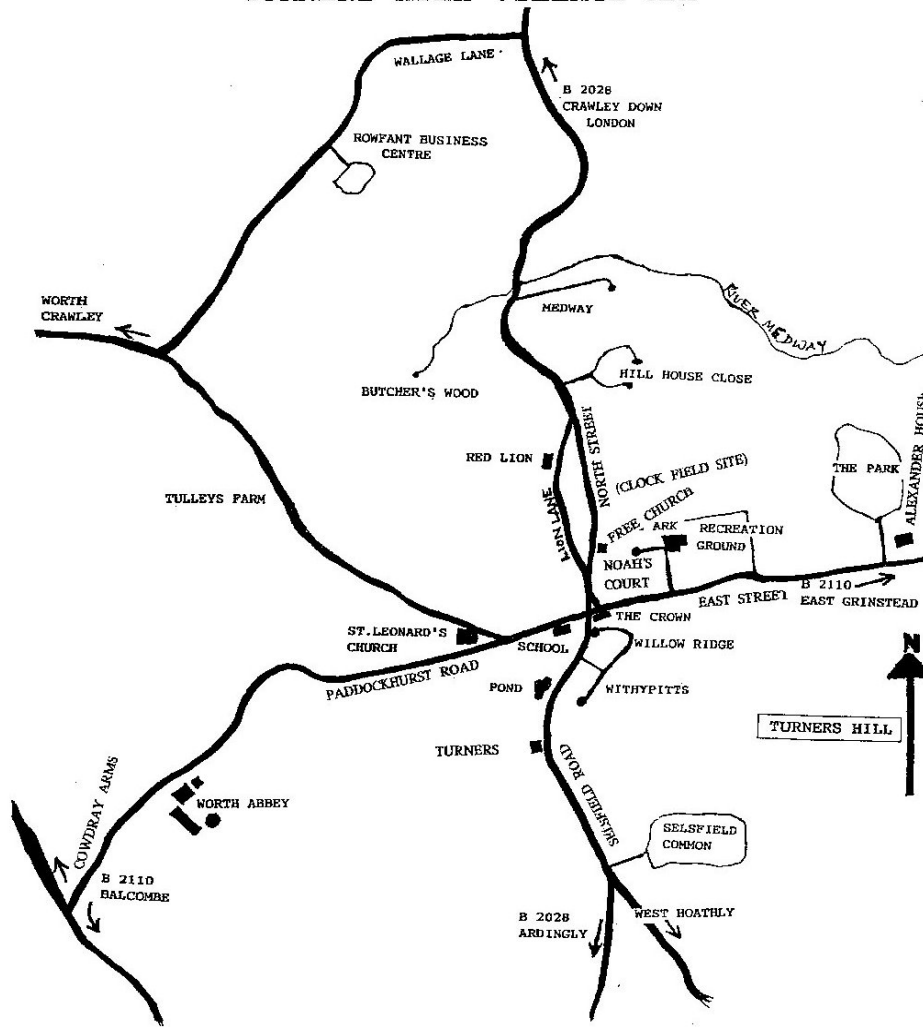 WALLAGE LANE
B 2028
CRAWLEY DOWN
LONDON
ROWFANT BUSINESS
CENTRE
WORTH
CRAWLEY
MEDWAY
RIVER MEDWAY
BUTCHER'S WOOD
HILL HOUSE CLOSE
NORTH STREET
RED LION
LION LANE
(CLOCK FIELD SITE)
FREE CHURCH
THE PARK
ALEXANDER HOUSE
TULLEYS FARM
ARK
RECREATION
GROUND
NOAH'S
COURT
EAST STREET
B 2110
EAST GRINSTEAD
THE CROWN
ST.LEONARD'S
CHURCH
SCHOOL
WILLOW RIDGE
PADDOCKHURST ROAD
POND
WITHYPITTS
N
TURNERS HILL
TURNERS
SELSFIELD ROAD
COWDRAY ARMS
WORTH ABBEY
SELSFIELD
COMMON
B 2110
BALCOMBE
B 2028
ARDINGLY
WEST HOATHLY